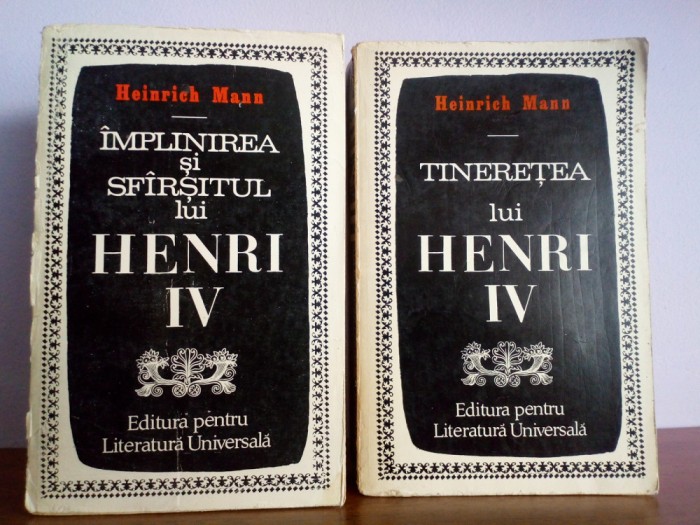 Heinrich Mann
ÎMPLINIREA
și
SFÎRȘITUL
lui
HENRI
IV
Editura pentru
Literatură Universală
Heinrich Mann
TINEREȚEA
lui
HENRI
IV
Editura pentru
Literatură Universală